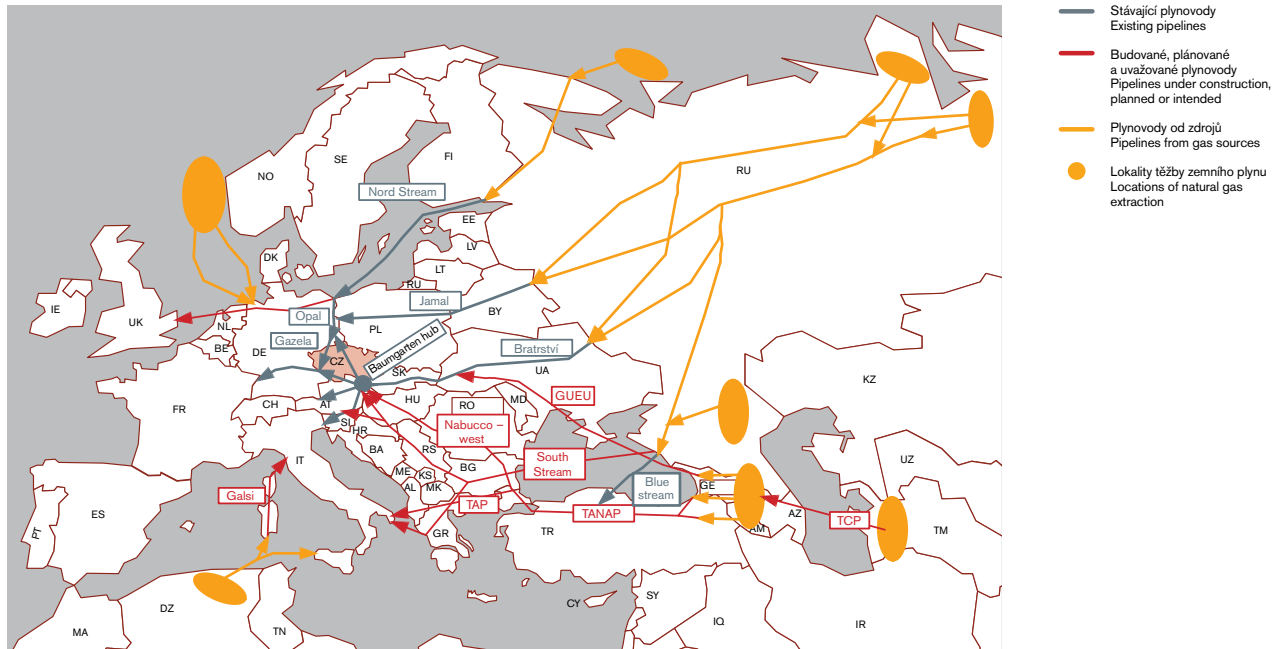 Stávající plynovody
Existing pipelines
Budované, plánované
a uvažované plynovody
Pipelines under construction,
planned or intended
Plynovody od zdrojů
Pipelines from gas sources
Lokality těžby zemního plynu
Locations of natural gas
extraction
NO
SE
FI
RU
Nord Stream
EE
LV
DK
LT
RU
IE
UK
NL
Opal
Jamal
BY
PL
BE
DE
Gazela
Baumgarten hub
Bratrství
CZ
SK
UA
KZ
FR
CH
AT
HU
RO
MD
GUEU
SI
HR
Nabucco –
west
BA
RS
UZ
IT
BG
South
Stream
ME
KS
AL
MK
Blue
stream
GE
Galsi
TAP
TANAP
AZ
TCP
ES
PT
GR
TR
AM
TM
DZ
CY
SY
IQ
IR
MA
TN